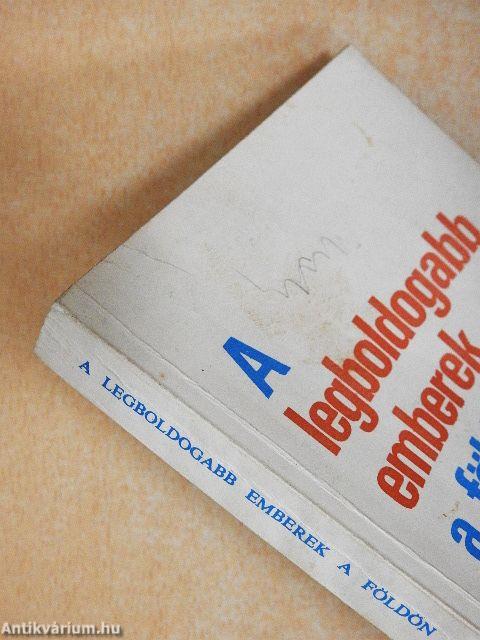 A
legboldogabb
emberek
a
A LEGBOLDOGABB EMBEREK A FÖLDÖN
Antikvárium.hu